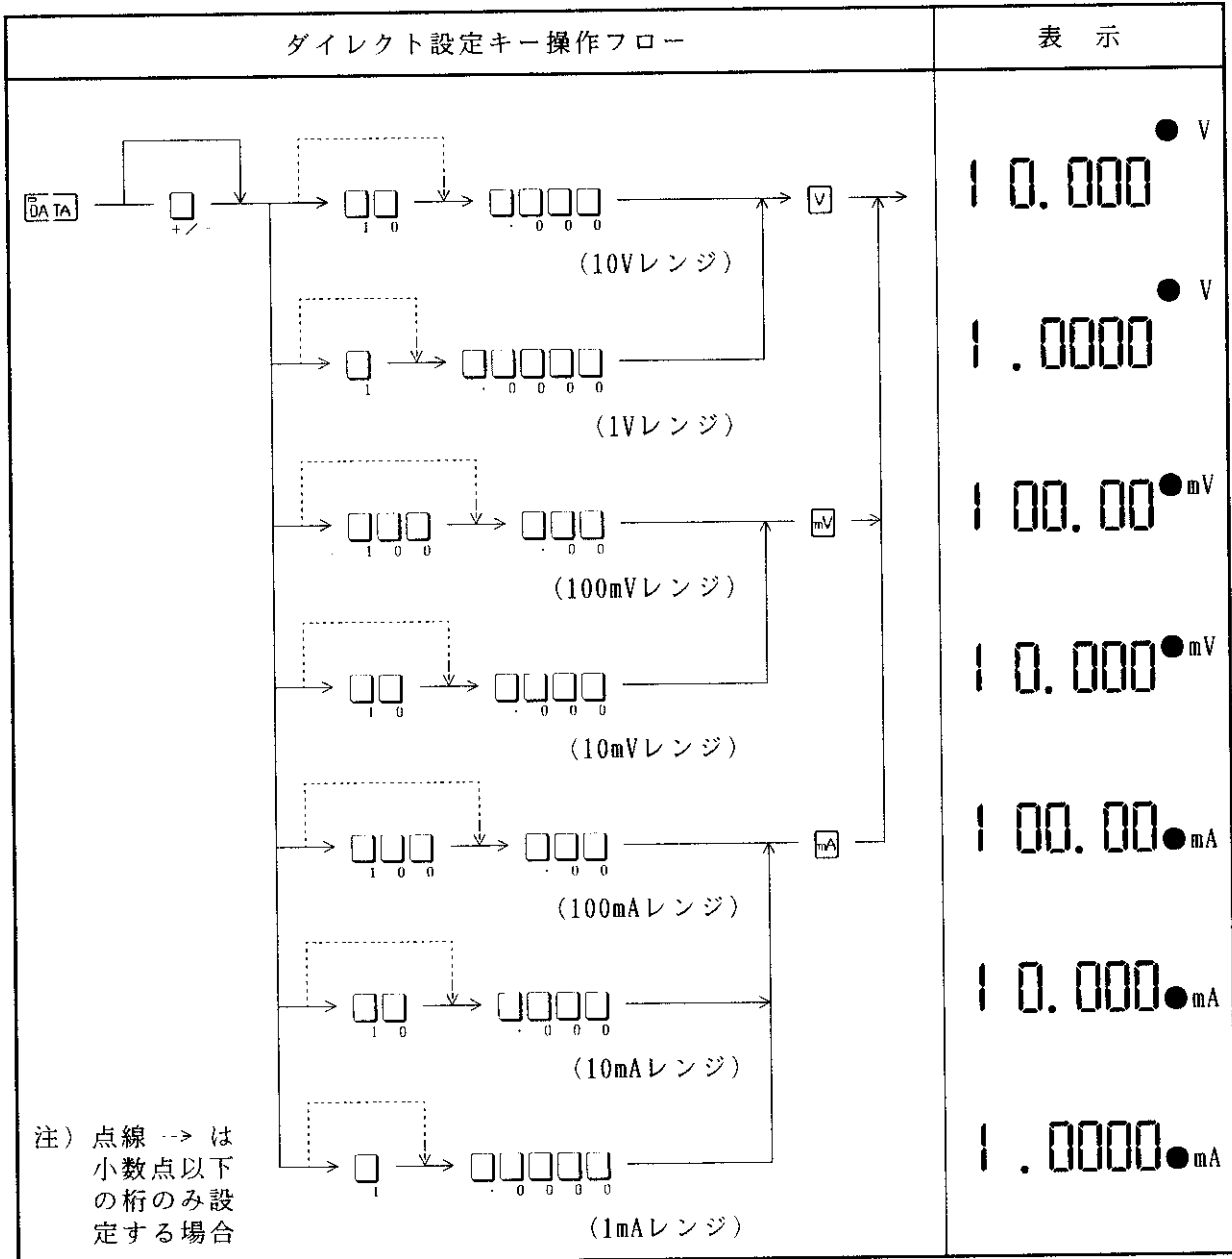 ダイレクト設定キー操作フロー
表 示
DATA
+/-
1 0
. 0 0 0
V
(10Vレンジ)
● V
10.000
1
. 0 0 0 0
(1Vレンジ)
● V
1.0000
1 0 0
. 0 0
mV
(100mVレンジ)
100.00 ● mV
1 0
. 0 0 0
(10mVレンジ)
10.000 ● mV
1 0 0
. 0 0
mA
(100mAレンジ)
100.00 ● mA
1 0
. 0 0 0
(10mAレンジ)
10.000 ● mA
1
. 0 0 0 0
(1mAレンジ)
1.0000 ● mA
注) 点線 --> は
小数点以下
の桁のみ設
定する場合